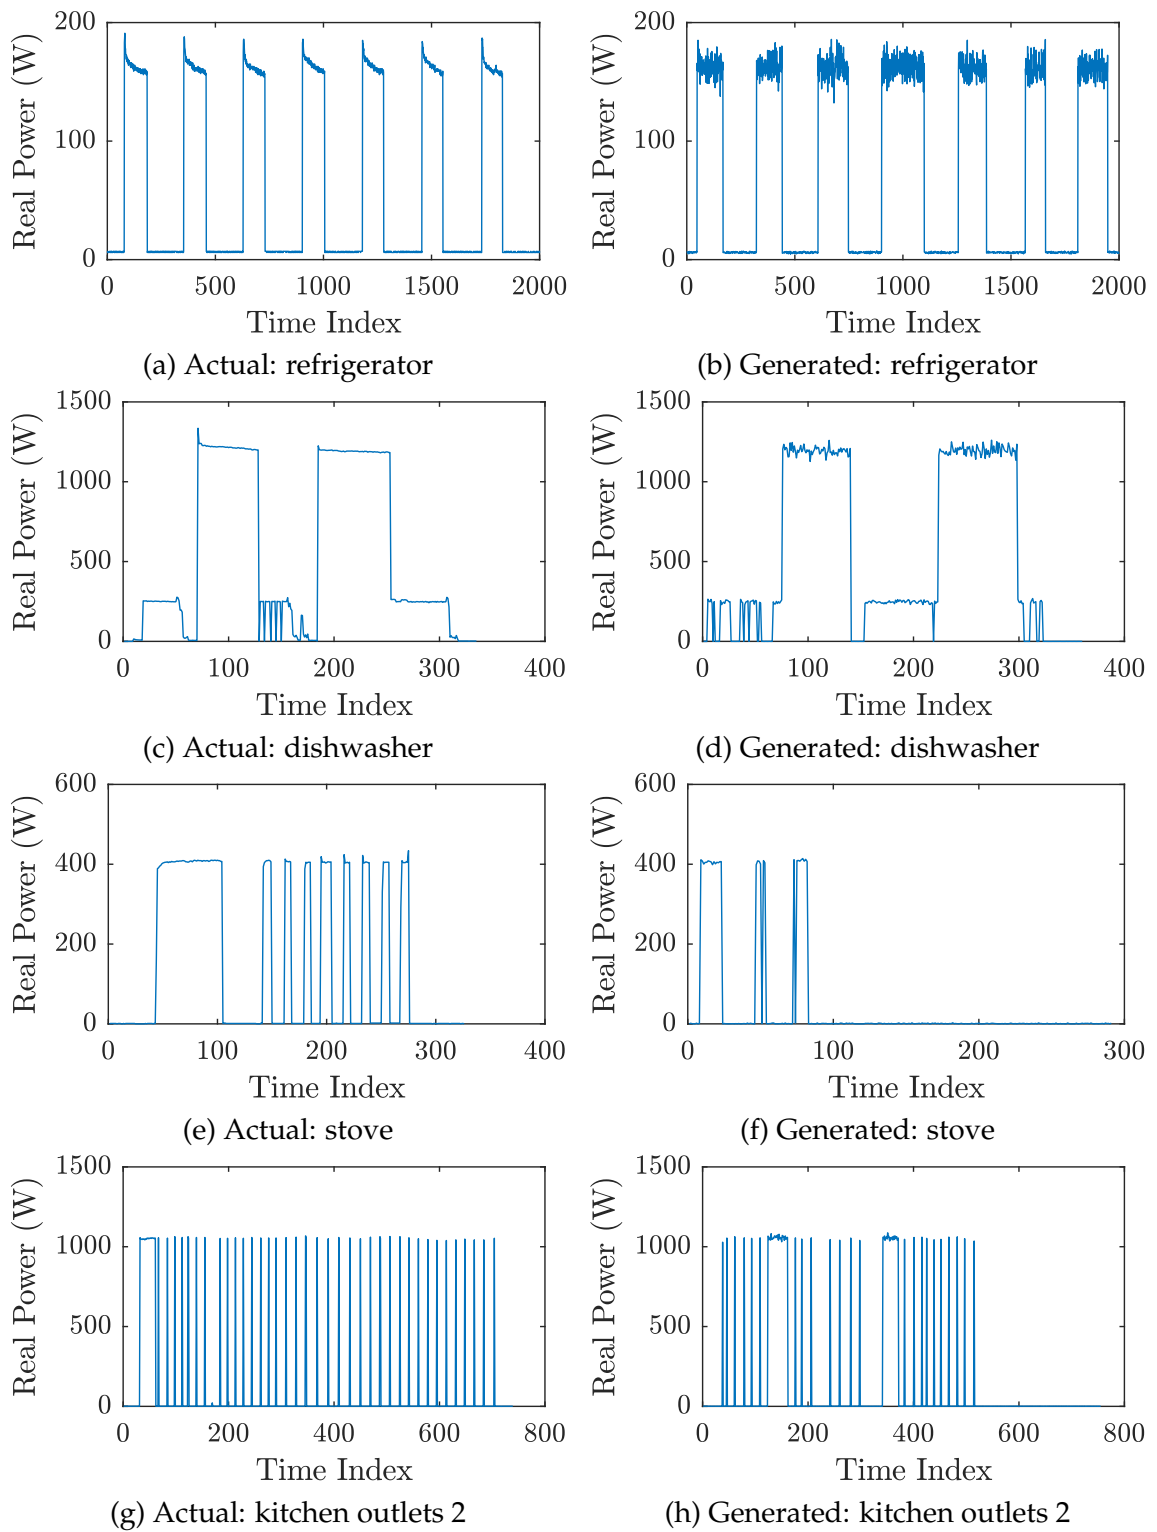 200
100
0
Real Power (W)
0 500 1000 1500 2000
Time Index
(a) Actual: refrigerator
200
100
0
Real Power (W)
0 500 1000 1500 2000
Time Index
(b) Generated: refrigerator
1500
1000
500
0
Real Power (W)
0 100 200 300 400
Time Index
(c) Actual: dishwasher
1500
1000
500
0
Real Power (W)
0 100 200 300 400
Time Index
(d) Generated: dishwasher
600
400
200
0
Real Power (W)
0 100 200 300 400
Time Index
(e) Actual: stove
600
400
200
0
Real Power (W)
0 100 200 300
Time Index
(f) Generated: stove
1500
1000
500
0
Real Power (W)
0 200 400 600 800
Time Index
(g) Actual: kitchen outlets 2
1500
1000
500
0
Real Power (W)
0 200 400 600 800
Time Index
(h) Generated: kitchen outlets 2